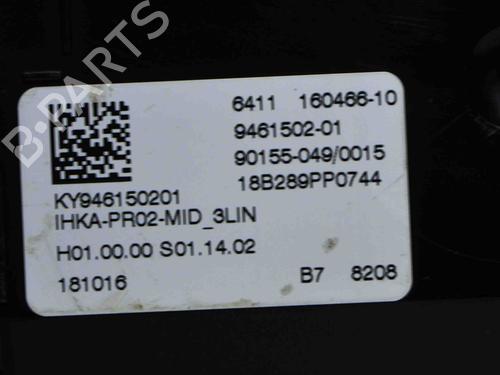 B-PARTS
6411 160466-10
9461502-01
90155-049/0015
18B289PP0744
KY946150201
IHKA-PR02-MID_3LIN
H01.00.00 S01.14.02
181016 B7 8208